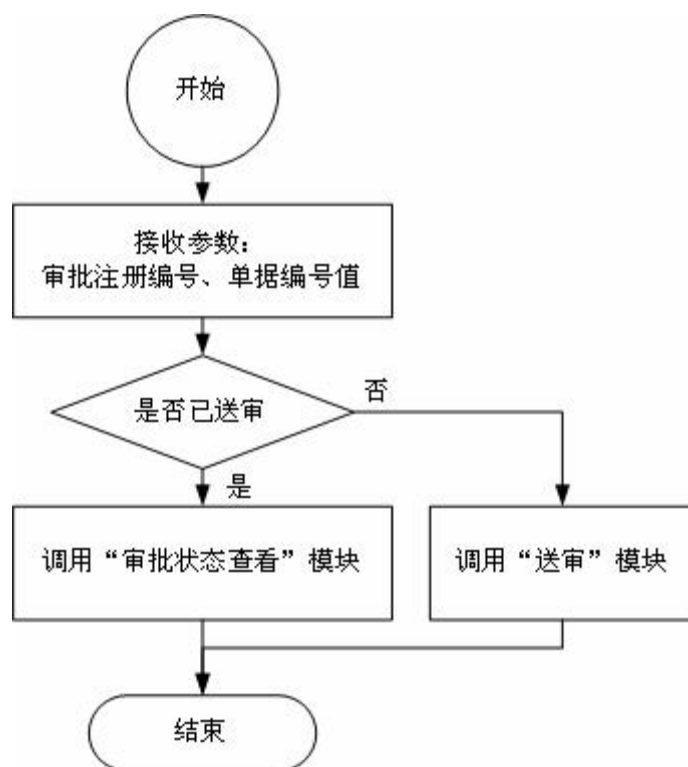 开始
接收参数：
审批注册编号、单据编号值
是否已送审
否
是
调用“审批状态查看”模块
调用“送审”模块
结束